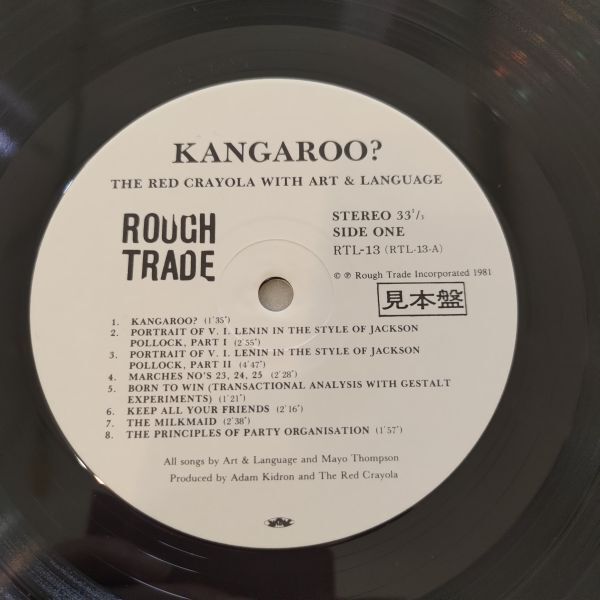 KANGAROO?
THE RED CRAYOLA WITH ART & LANGUAGE
ROUGH
TRADE
STEREO 33⅓
SIDE ONE
RTL-13 (RTL-13-A)
© ℗ Rough Trade Incorporated 1981
見本盤
1. KANGAROO? (1'35")
2. PORTRAIT OF V. I. LENIN IN THE STYLE OF JACKSON
POLLOCK, PART I (2'55")
3. PORTRAIT OF V. I. LENIN IN THE STYLE OF JACKSON
POLLOCK, PART II (4'47")
4. MARCHES NO'S 23, 24, 25 (2'28")
5. BORN TO WIN (TRANSACTIONAL ANALYSIS WITH GESTALT
EXPERIMENTS) (1'21")
6. KEEP ALL YOUR FRIENDS (2'16")
7. THE MILKMAID (2'38")
8. THE PRINCIPLES OF PARTY ORGANISATION (1'57")
All songs by Art & Language and Mayo Thompson
Produced by Adam Kidron and The Red Crayola